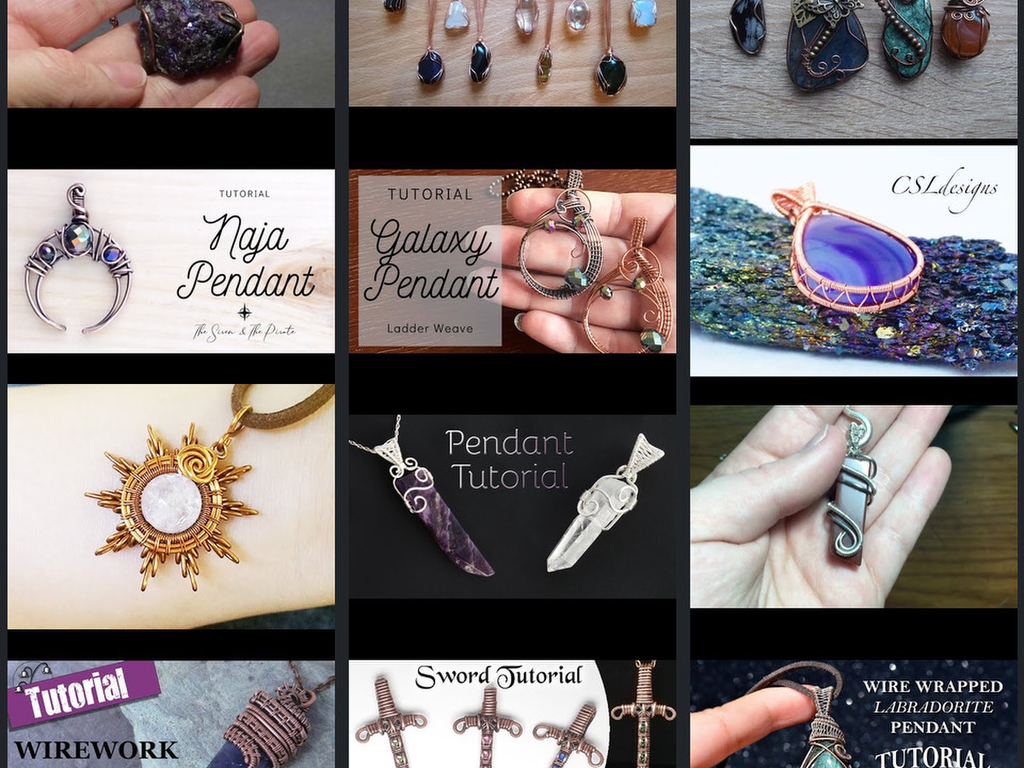 TUTORIAL
Naja
Pendant
The Siren & The Pirate
TUTORIAL
Galaxy
Pendant
Ladder Weave
CSLdesigns
Pendant
Tutorial
Tutorial
WIREWORK
Sword Tutorial
WIRE WRAPPED
LABRADORITE
PENDANT
TUTORIAL